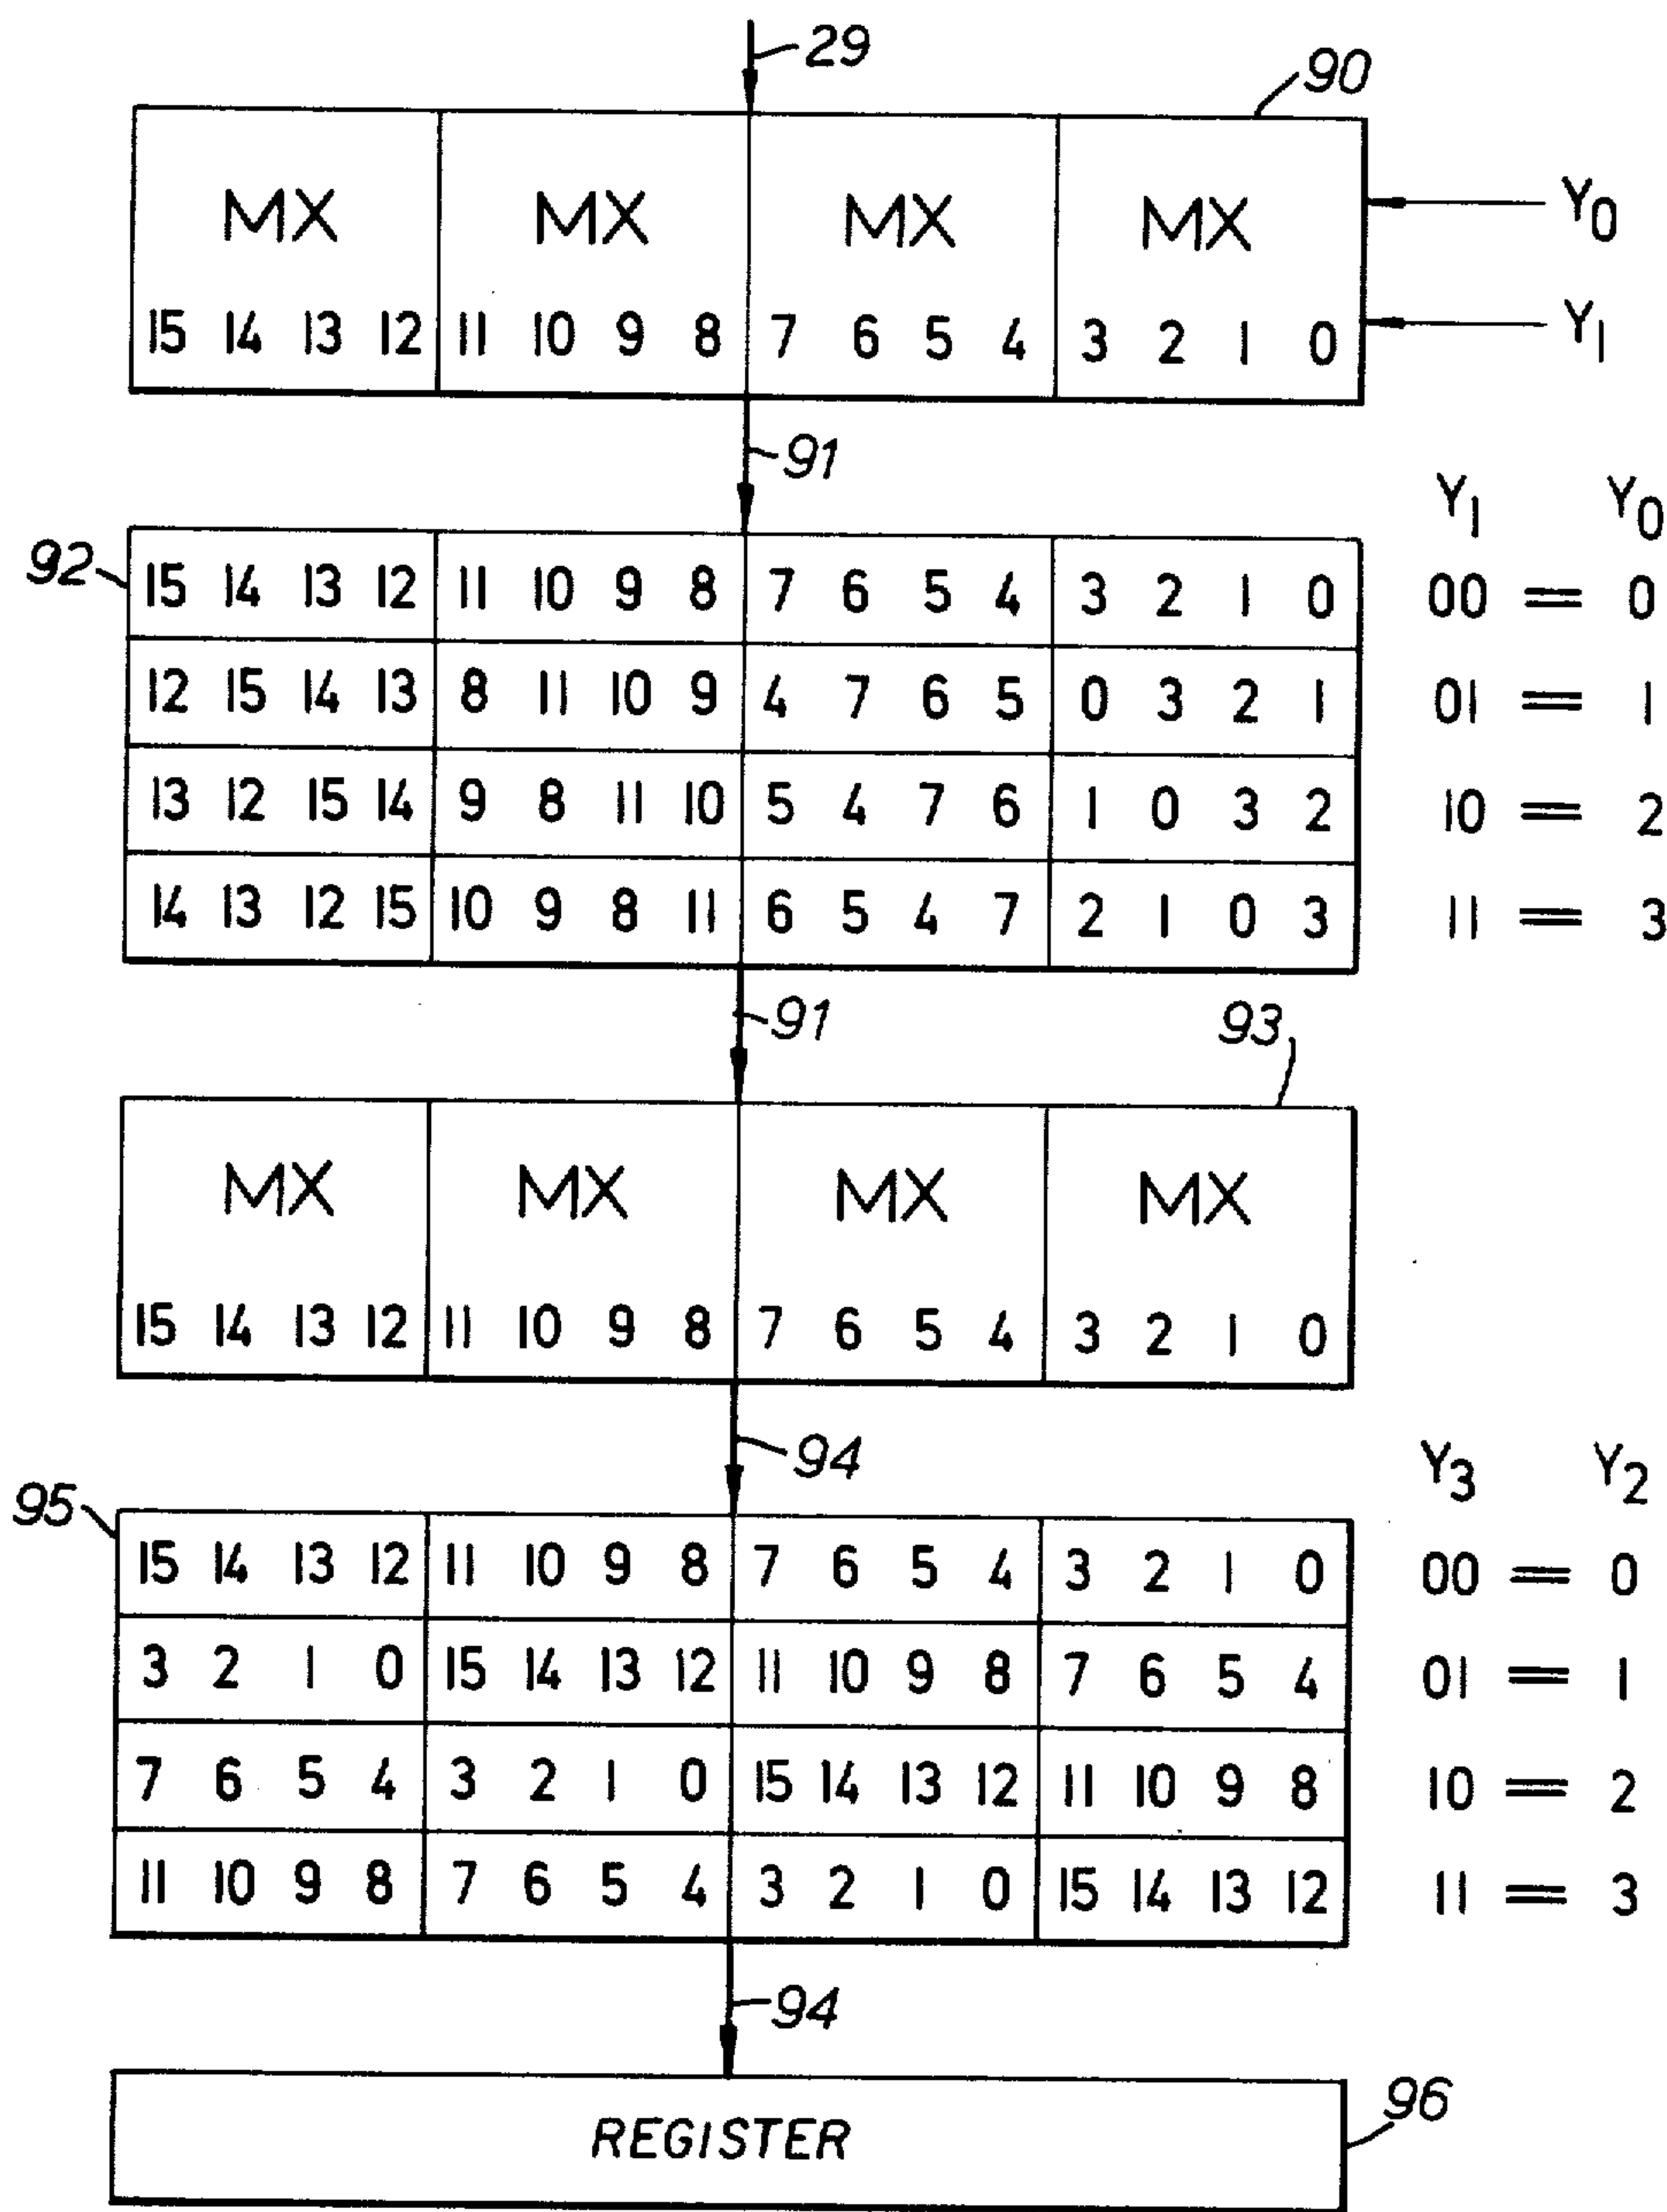 29
90
MX MX MX MX
Y0
15 14 13 12 11 10 9 8 7 6 5 4 3 2 1 0
Y1
91
Y1 Y0
92
15 14 13 12 11 10 9 8 7 6 5 4 3 2 1 0 00 = 0
12 15 14 13 8 11 10 9 4 7 6 5 0 3 2 1 01 = 1
13 12 15 14 9 8 11 10 5 4 7 6 1 0 3 2 10 = 2
14 13 12 15 10 9 8 11 6 5 4 7 2 1 0 3 11 = 3
91
93
MX MX MX MX
15 14 13 12 11 10 9 8 7 6 5 4 3 2 1 0
94
Y3 Y2
95
15 14 13 12 11 10 9 8 7 6 5 4 3 2 1 0 00 = 0
3 2 1 0 15 14 13 12 11 10 9 8 7 6 5 4 01 = 1
7 6 5 4 3 2 1 0 15 14 13 12 11 10 9 8 10 = 2
11 10 9 8 7 6 5 4 3 2 1 0 15 14 13 12 11 = 3
94
REGISTER
96